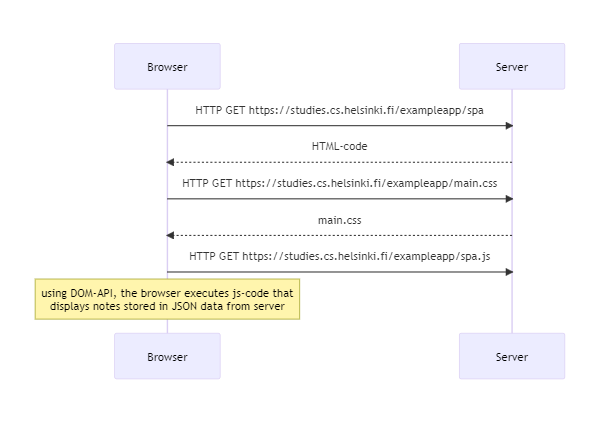 Browser
Server
HTTP GET https://studies.cs.helsinki.fi/exampleapp/spa
HTML-code
HTTP GET https://studies.cs.helsinki.fi/exampleapp/main.css
main.css
HTTP GET https://studies.cs.helsinki.fi/exampleapp/spa.js
using DOM-API, the browser executes js-code that
displays notes stored in JSON data from server
Browser
Server